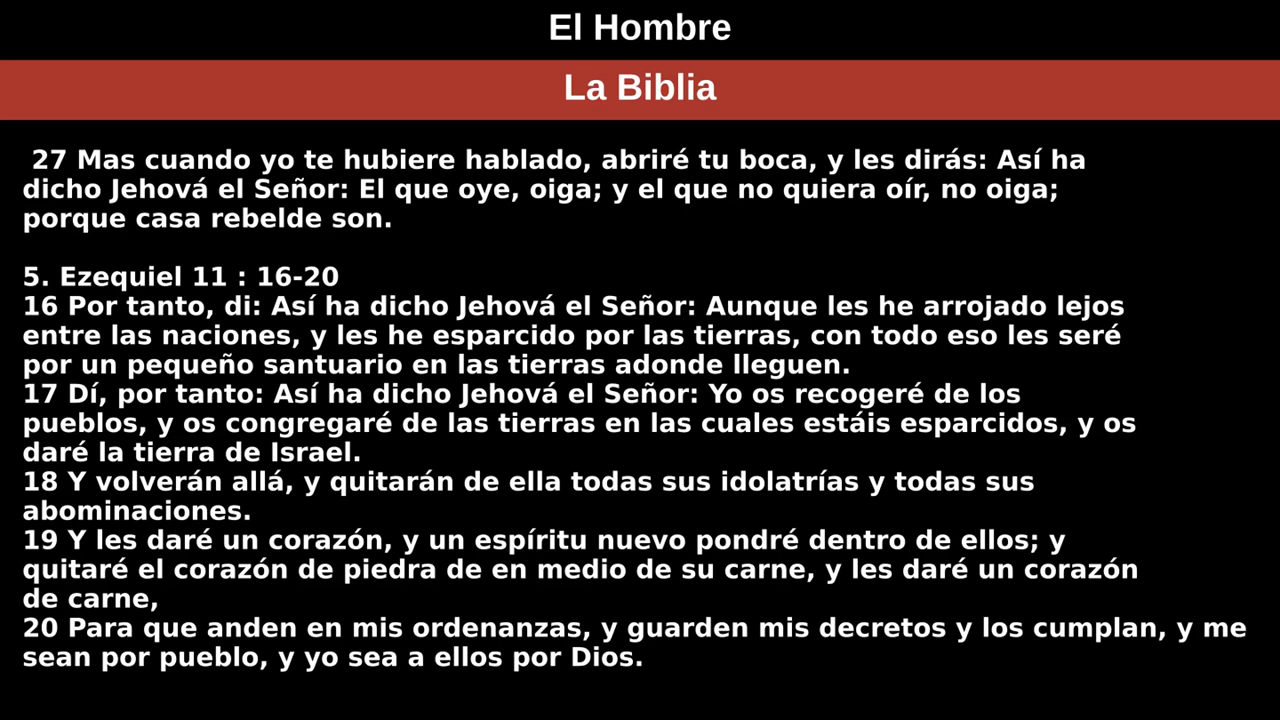 El Hombre
La Biblia
27 Mas cuando yo te hubiere hablado, abriré tu boca, y les dirás: Así ha
dicho Jehová el Señor: El que oye, oiga; y el que no quiera oír, no oiga;
porque casa rebelde son.
5. Ezequiel 11 : 16-20
16 Por tanto, di: Así ha dicho Jehová el Señor: Aunque les he arrojado lejos
entre las naciones, y les he esparcido por las tierras, con todo eso les seré
por un pequeño santuario en las tierras adonde lleguen.
17 Dí, por tanto: Así ha dicho Jehová el Señor: Yo os recogeré de los
pueblos, y os congregaré de las tierras en las cuales estáis esparcidos, y os
daré la tierra de Israel.
18 Y volverán allá, y quitarán de ella todas sus idolatrías y todas sus
abominaciones.
19 Y les daré un corazón, y un espíritu nuevo pondré dentro de ellos; y
quitaré el corazón de piedra de en medio de su carne, y les daré un corazón
de carne,
20 Para que anden en mis ordenanzas, y guarden mis decretos y los cumplan, y me
sean por pueblo, y yo sea a ellos por Dios.